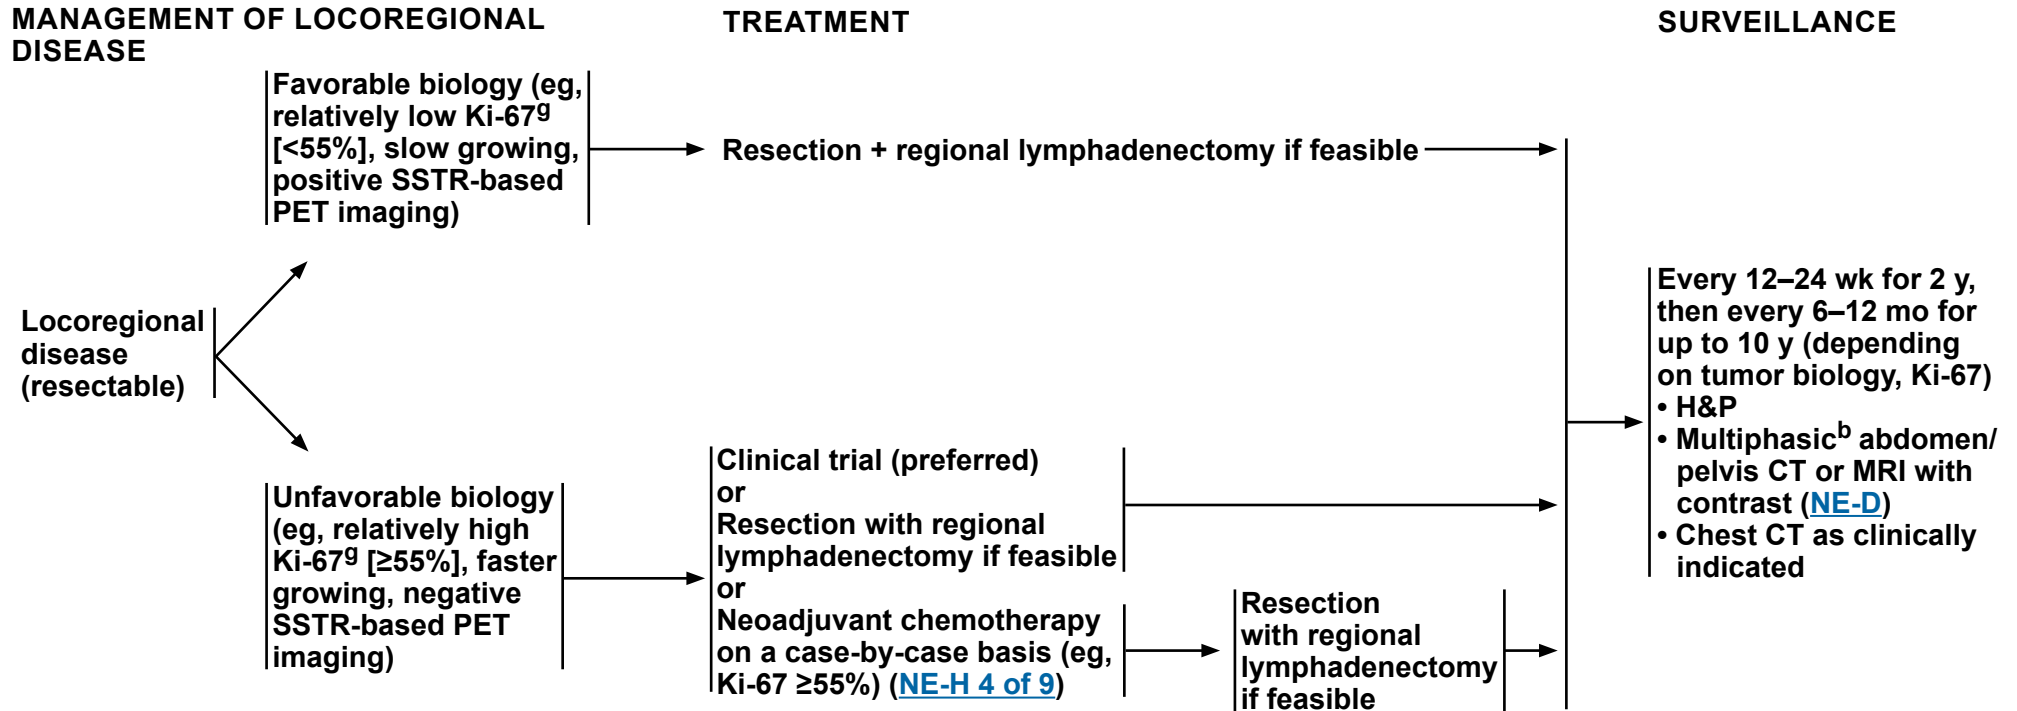 MANAGEMENT OF LOCOREGIONAL
DISEASE
TREATMENT
SURVEILLANCE
Favorable biology (eg,
relatively low Ki-67g
[<55%], slow growing,
positive SSTR-based
PET imaging)
Resection + regional lymphadenectomy if feasible
Locoregional
disease
(resectable)
Unfavorable biology
(eg, relatively high
Ki-67g [≥55%], faster
growing, negative
SSTR-based PET
imaging)
Clinical trial (preferred)
or
Resection with regional
lymphadenectomy if feasible
or
Neoadjuvant chemotherapy
on a case-by-case basis (eg,
Ki-67 ≥55%) (NE-H 4 of 9)
Resection
with regional
lymphadenectomy
if feasible
Every 12–24 wk for 2 y,
then every 6–12 mo for
up to 10 y (depending
on tumor biology, Ki-67)
• H&P
• Multiphasicb abdomen/
pelvis CT or MRI with
contrast (NE-D)
• Chest CT as clinically
indicated